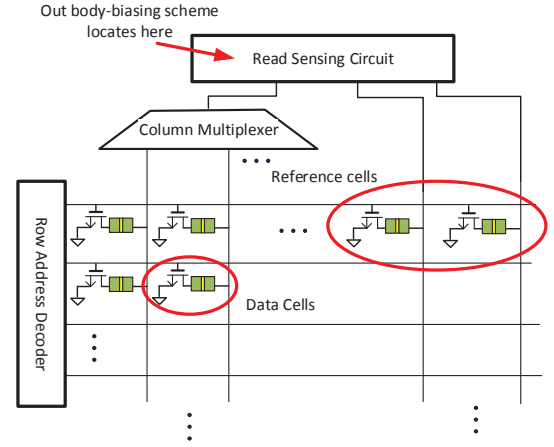 Out body-biasing scheme
locates here
Read Sensing Circuit
Column Multiplexer
Reference cells
Row Address Decoder
Data Cells